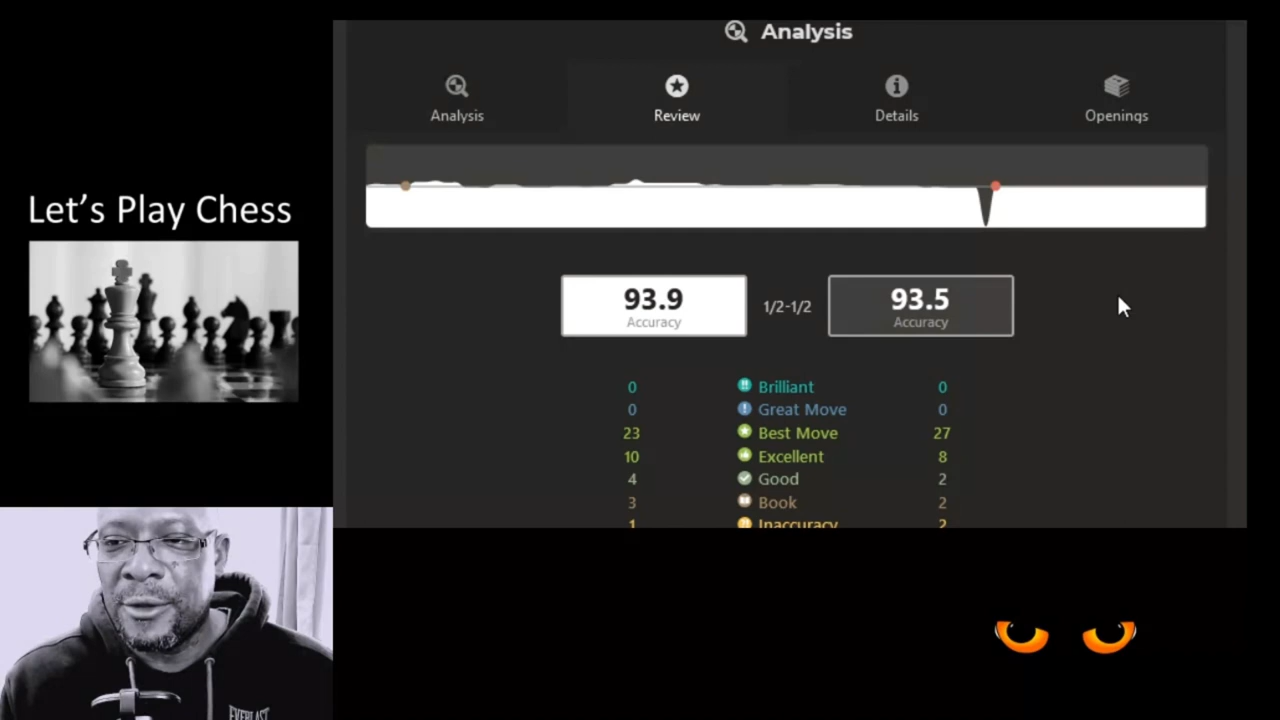 Analysis
Analysis
Review
Details
Openings
Let's Play Chess
93.9
Accuracy
1/2-1/2
93.5
Accuracy
0 Brilliant 0
0 Great Move 0
23 Best Move 27
10 Excellent 8
4 Good 2
3 Book 2
1 Inaccuracy 2
EVERLAST